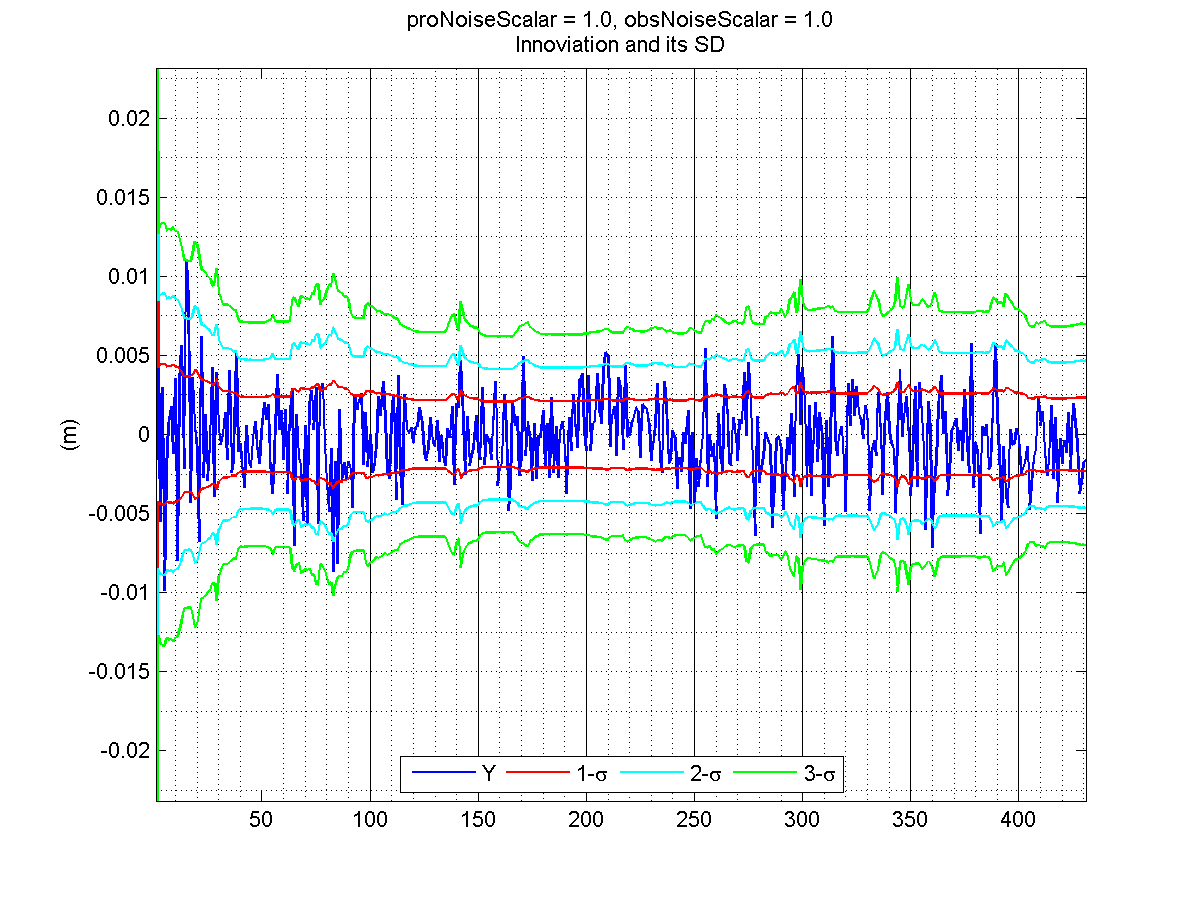 proNoiseScalar = 1.0, obsNoiseScalar = 1.0
Innoviation and its SD
0.02
0.015
0.01
0.005
0
-0.005
-0.01
-0.015
-0.02
(m)
Y 1-σ 2-σ 3-σ
50 100 150 200 250 300 350 400